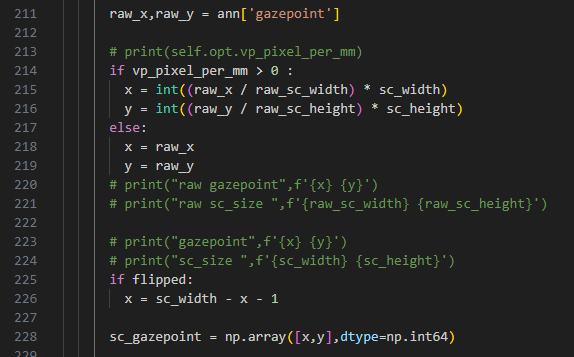 211 raw_x,raw_y = ann['gazepoint']
212
213 # print(self.opt.vp_pixel_per_mm)
214 if vp_pixel_per_mm > 0 :
215   x = int((raw_x / raw_sc_width) * sc_width)
216   y = int((raw_y / raw_sc_height) * sc_height)
217 else:
218   x = raw_x
219   y = raw_y
220 # print("raw gazepoint",f'{x} {y}')
221 # print("raw sc_size ",f'{raw_sc_width} {raw_sc_height}')
222
223 # print("gazepoint",f'{x} {y}')
224 # print("sc_size ",f'{sc_width} {sc_height}')
225 if flipped:
226   x = sc_width - x - 1
227
228 sc_gazepoint = np.array([x,y],dtype=np.int64)
229